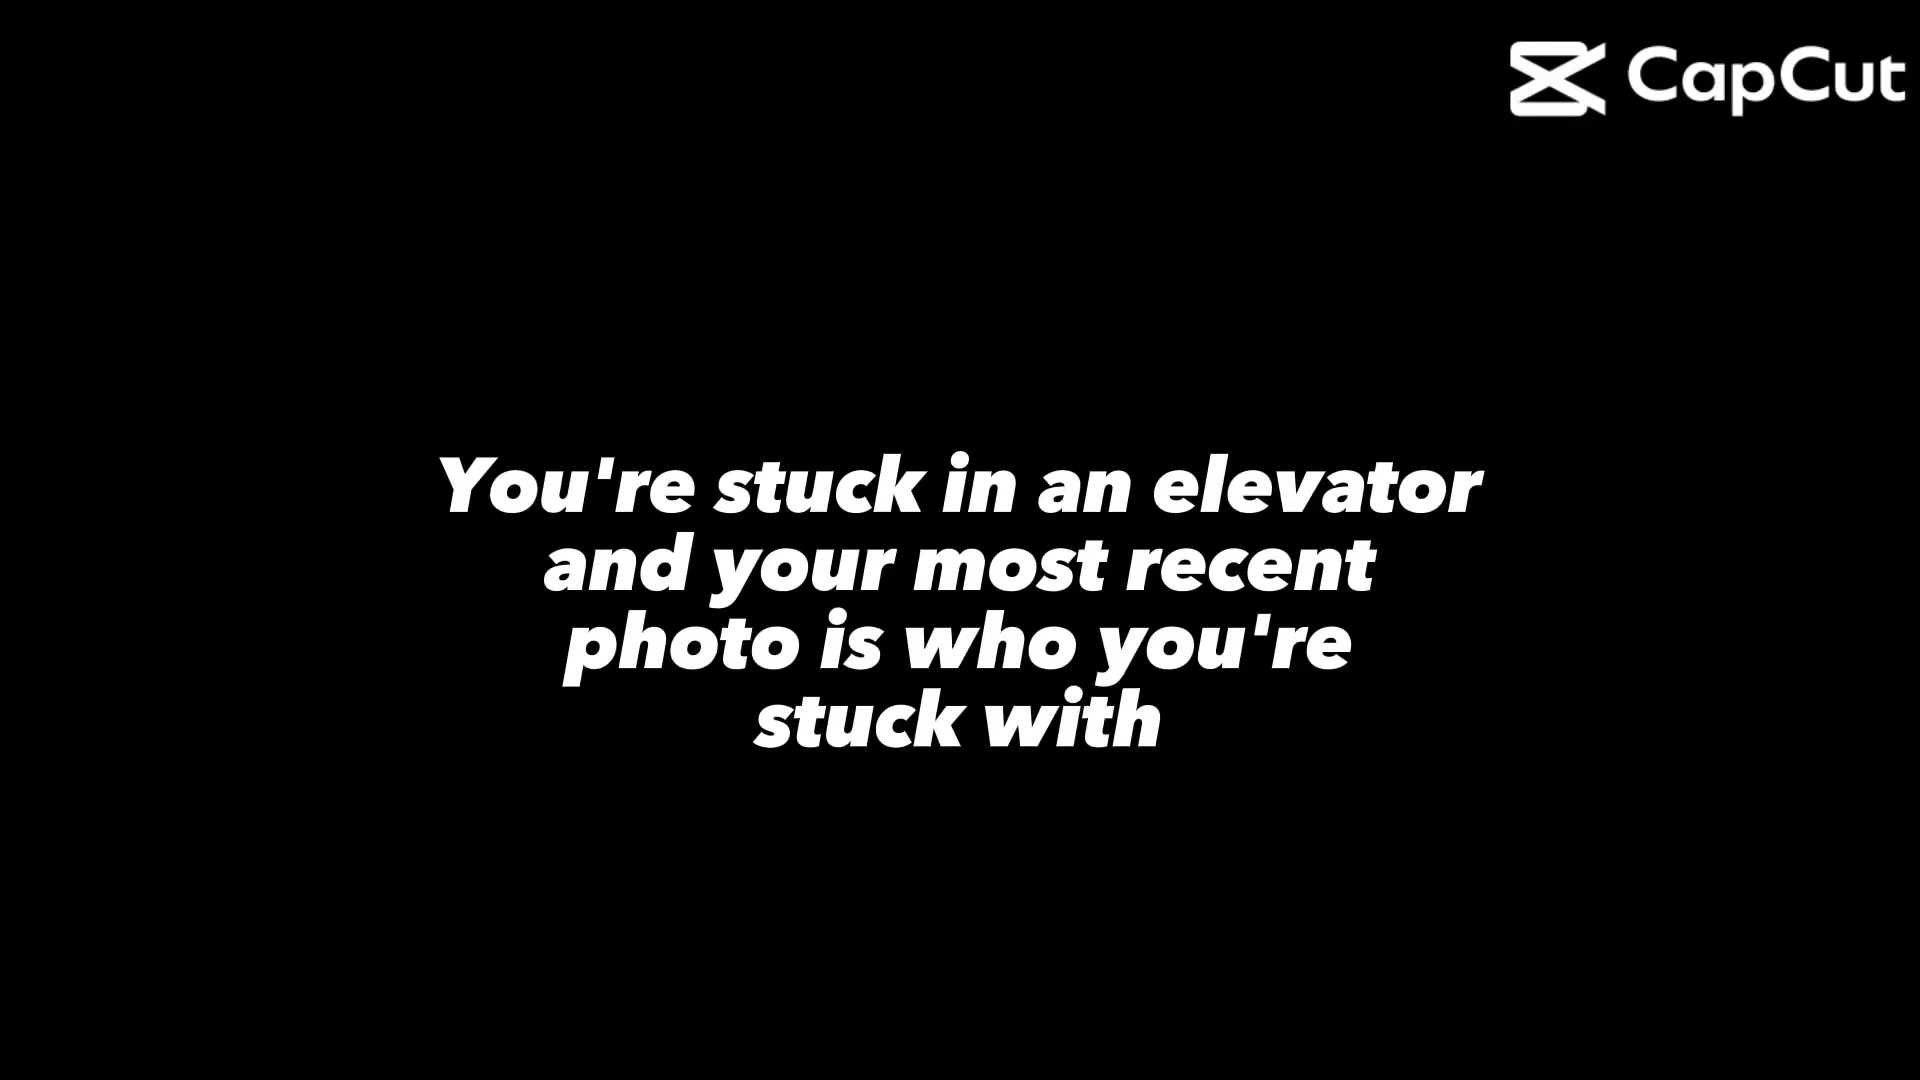 CapCut
You're stuck in an elevator
and your most recent
photo is who you're
stuck with